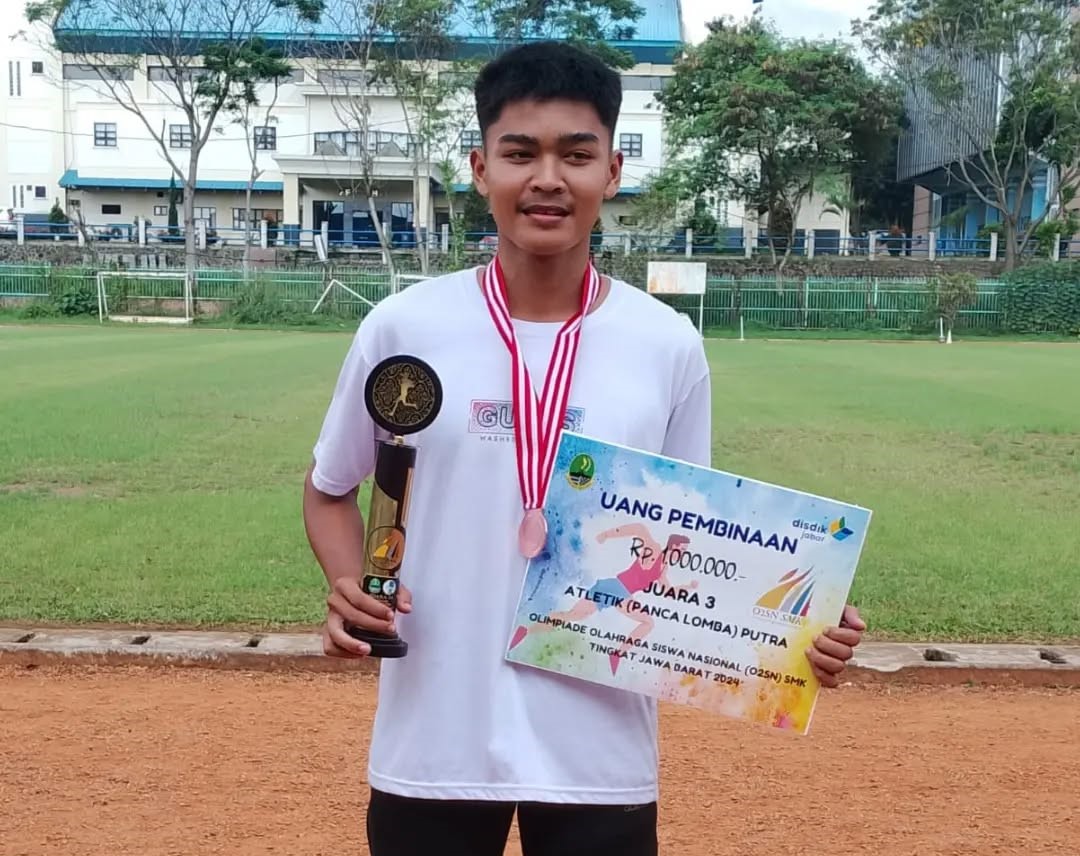 UANG PEMBINAAN
disdik
jabar
Rp. 1.000.000.-
JUARA 3
ATLETIK (PANCA LOMBA) PUTRA
O2SN SMK
OLIMPIADE OLAHRAGA SISWA NASIONAL (O2SN) SMK
TINGKAT JAWA BARAT 2024